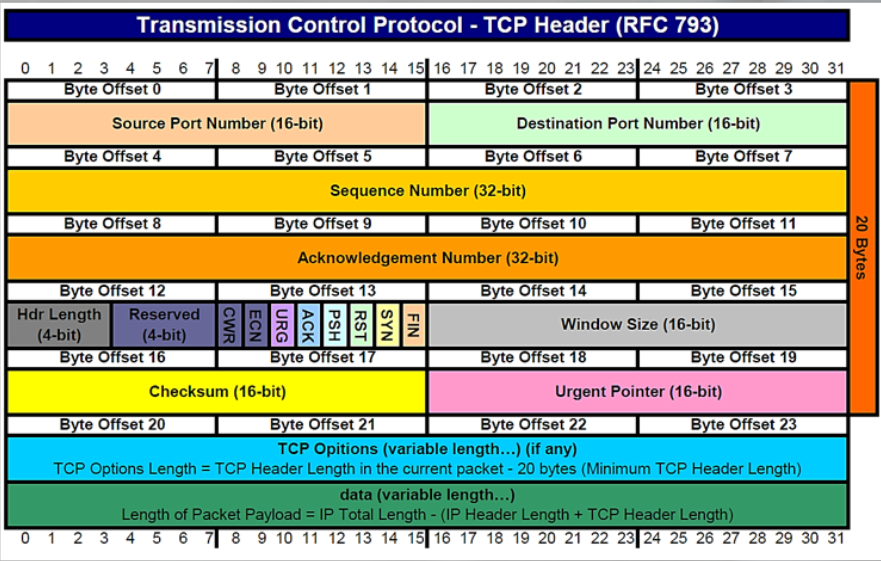 Transmission Control Protocol - TCP Header (RFC 793)
0 1 2 3 4 5 6 7 8 9 10 11 12 13 14 15 16 17 18 19 20 21 22 23 24 25 26 27 28 29 30 31
Byte Offset 0 Byte Offset 1 Byte Offset 2 Byte Offset 3
Source Port Number (16-bit) Destination Port Number (16-bit)
Byte Offset 4 Byte Offset 5 Byte Offset 6 Byte Offset 7
Sequence Number (32-bit)
Byte Offset 8 Byte Offset 9 Byte Offset 10 Byte Offset 11
Acknowledgement Number (32-bit)
20 Bytes
Byte Offset 12 Byte Offset 13 Byte Offset 14 Byte Offset 15
Hdr Length
(4-bit)
Reserved
(4-bit)
CWR
ECN
URG
ACK
PSH
RST
SYN
FIN
Window Size (16-bit)
Byte Offset 16 Byte Offset 17 Byte Offset 18 Byte Offset 19
Checksum (16-bit) Urgent Pointer (16-bit)
Byte Offset 20 Byte Offset 21 Byte Offset 22 Byte Offset 23
TCP Opitions (variable length...) (if any)
TCP Options Length = TCP Header Length in the current packet - 20 bytes (Minimum TCP Header Length)
data (variable length...)
Length of Packet Payload = IP Total Length - (IP Header Length + TCP Header Length)
0 1 2 3 4 5 6 7 8 9 10 11 12 13 14 15 16 17 18 19 20 21 22 23 24 25 26 27 28 29 30 31